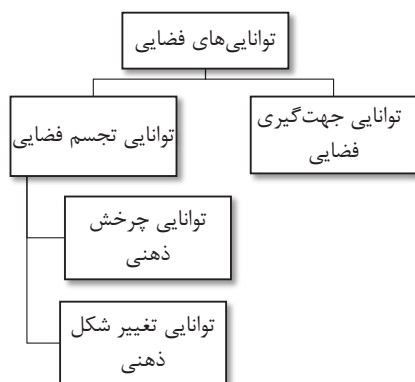 توانایی‌های فضایی
توانایی جهت‌گیری
فضایی
توانایی تجسم فضایی
توانایی چرخش
ذهنی
توانایی تغییر شکل
ذهنی